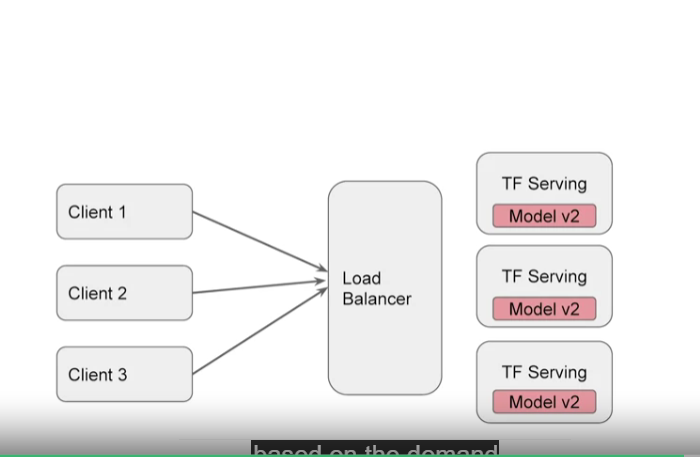 Client 1
Client 2
Client 3
Load
Balancer
TF Serving
Model v2
TF Serving
Model v2
TF Serving
Model v2
based on the demand